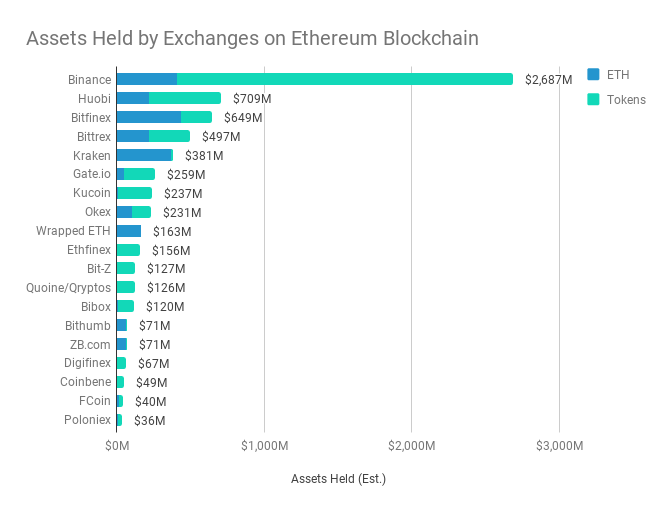 Assets Held by Exchanges on Ethereum Blockchain
ETH
Tokens
Binance $2,687M
Huobi $709M
Bitfinex $649M
Bittrex $497M
Kraken $381M
Gate.io $259M
Kucoin $237M
Okex $231M
Wrapped ETH $163M
Ethfinex $156M
Bit-Z $127M
Quoine/Qryptos $126M
Bibox $120M
Bithumb $71M
ZB.com $71M
Digifinex $67M
Coinbene $49M
FCoin $40M
Poloniex $36M
$0M $1,000M $2,000M $3,000M
Assets Held (Est.)